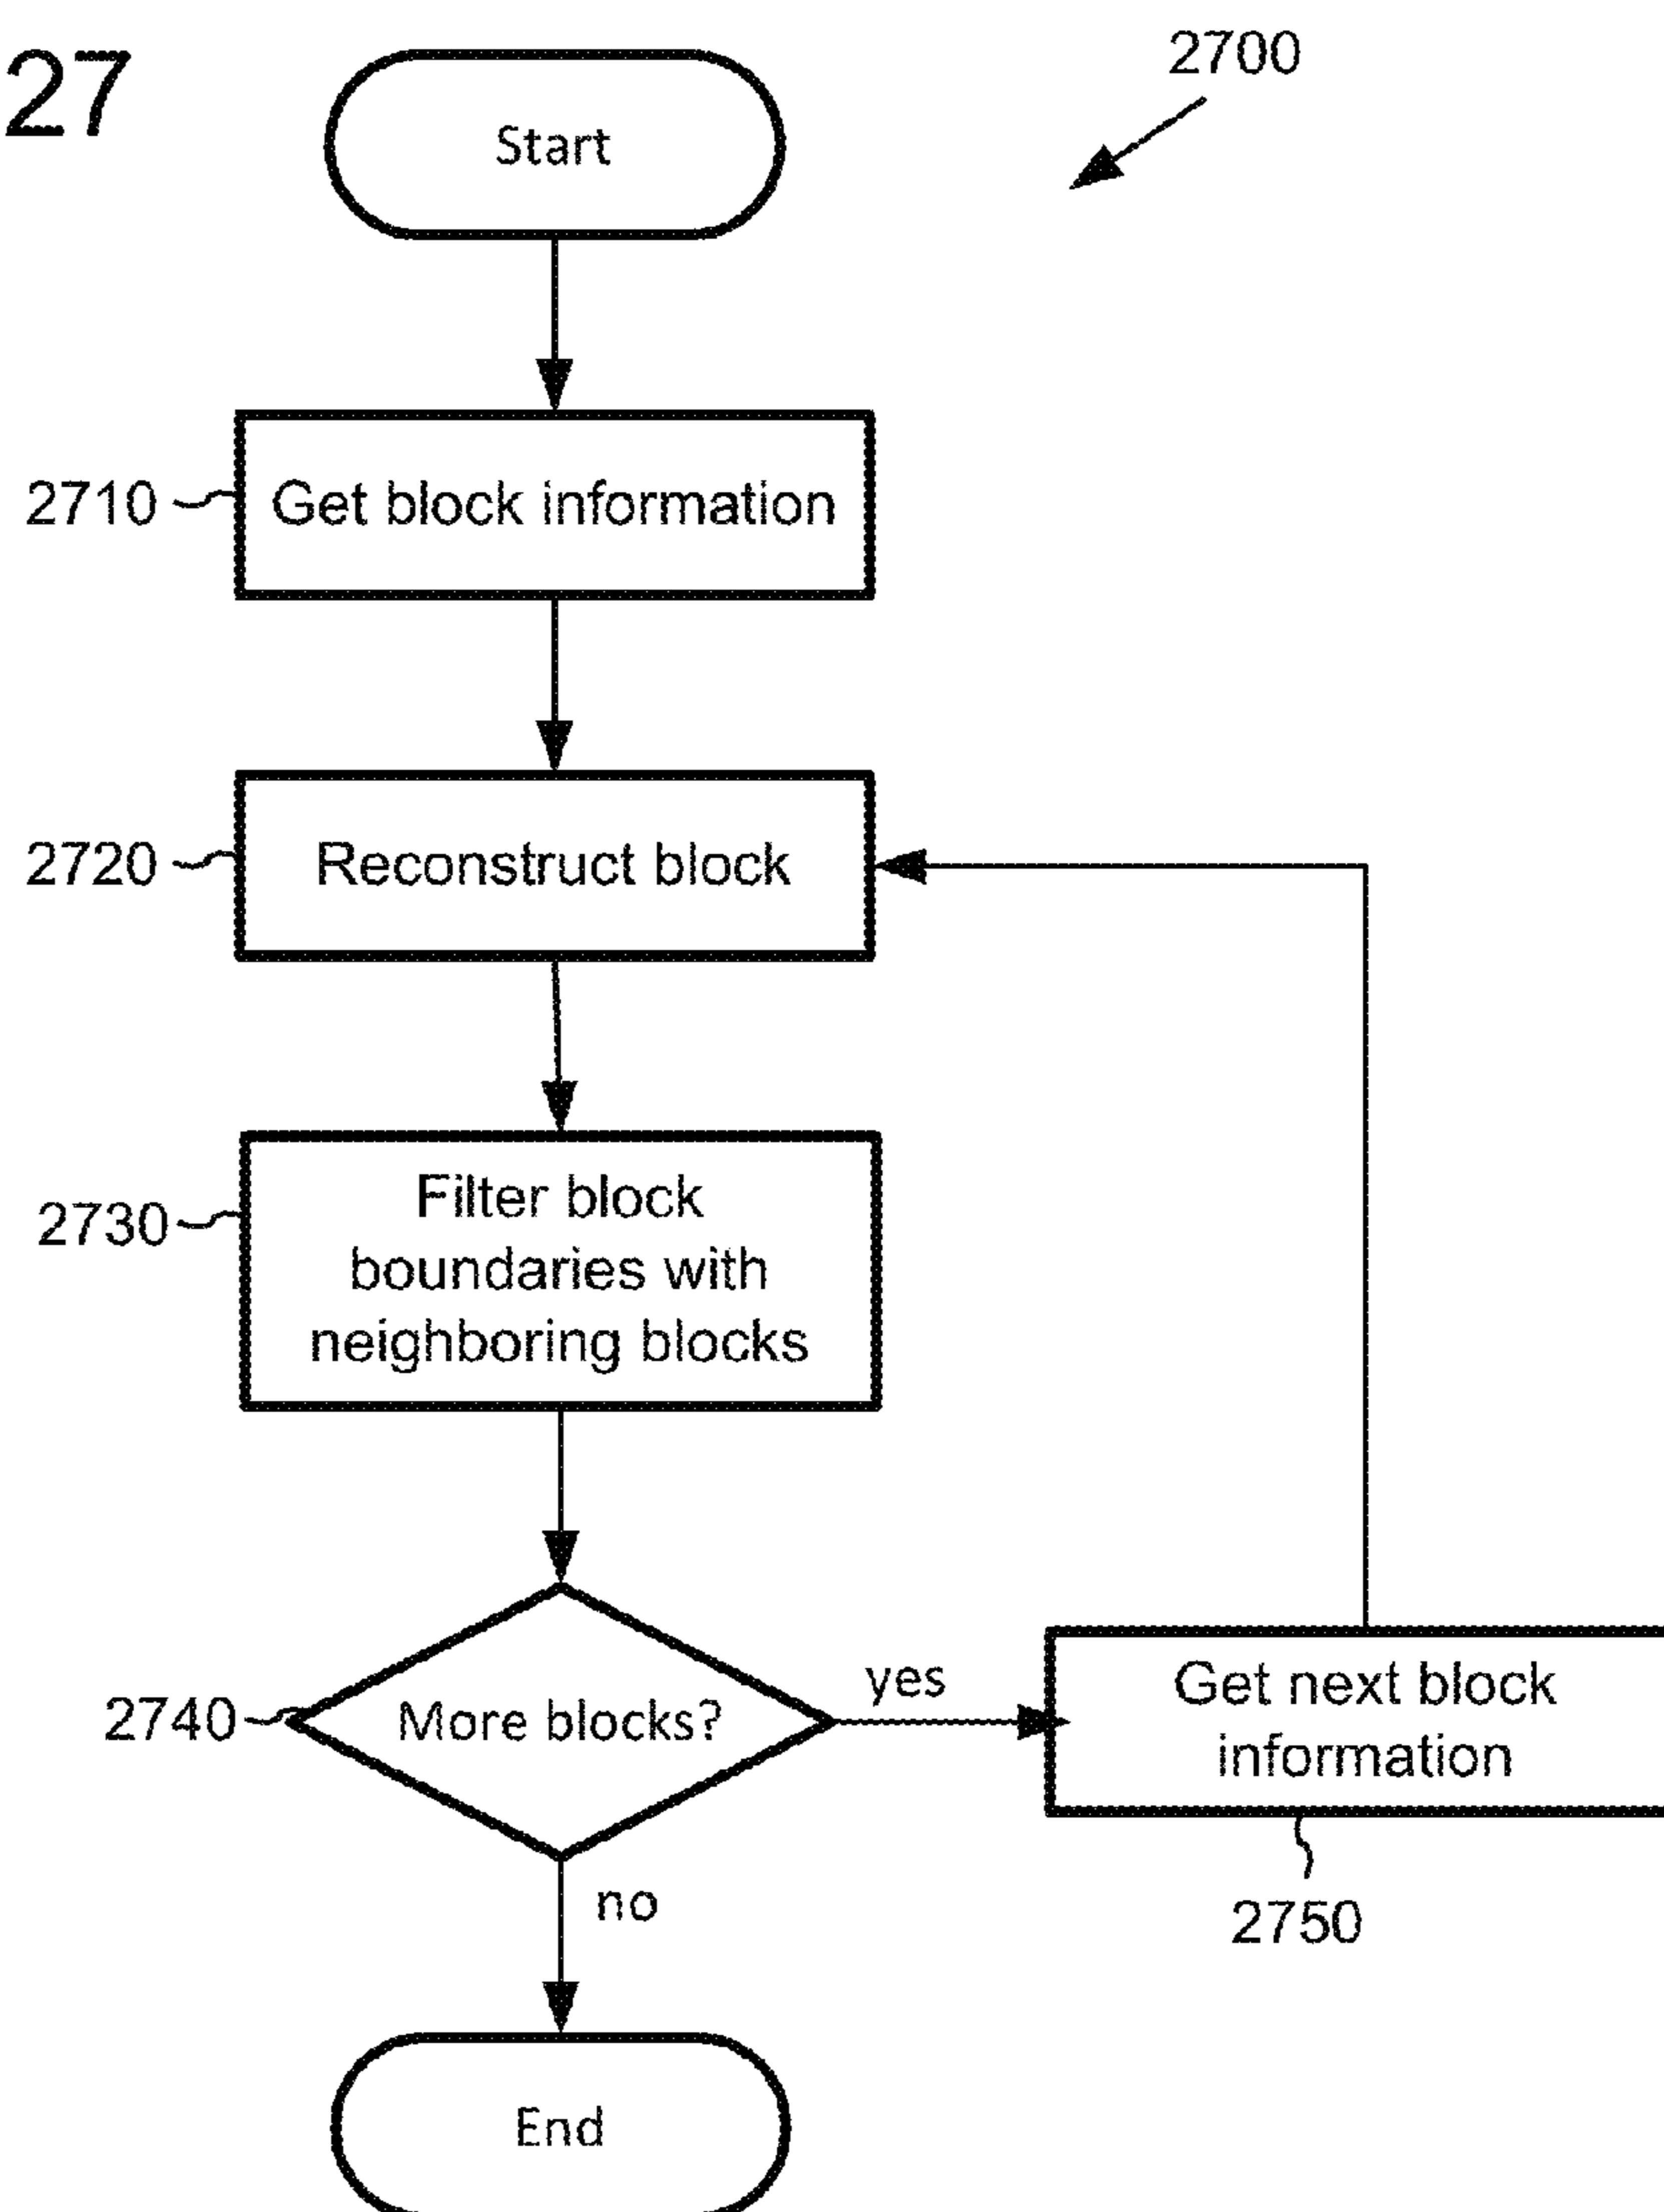 27
2700
Start
2710
Get block information
2720
Reconstruct block
2730
Filter block
boundaries with
neighboring blocks
2740
More blocks?
yes
Get next block
information
2750
no
End